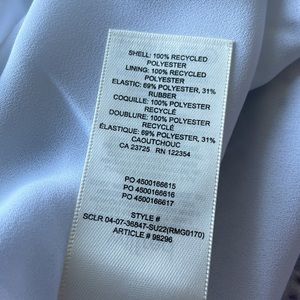 SHELL: 100% RECYCLED
POLYESTER
LINING: 100% RECYCLED
POLYESTER
ELASTIC: 69% POLYESTER, 31%
RUBBER
COQUILLE: 100% POLYESTER
RECYCLÉ
DOUBLURE: 100% POLYESTER
RECYCLÉ
ÉLASTIQUE: 69% POLYESTER, 31%
CAOUTCHOUC
CA 23725 RN 122354
PO 4500166615
PO 4500166616
PO 4500166617
STYLE #
SCLR 04-07-36847-SU22(RMG0170)
ARTICLE # 98296